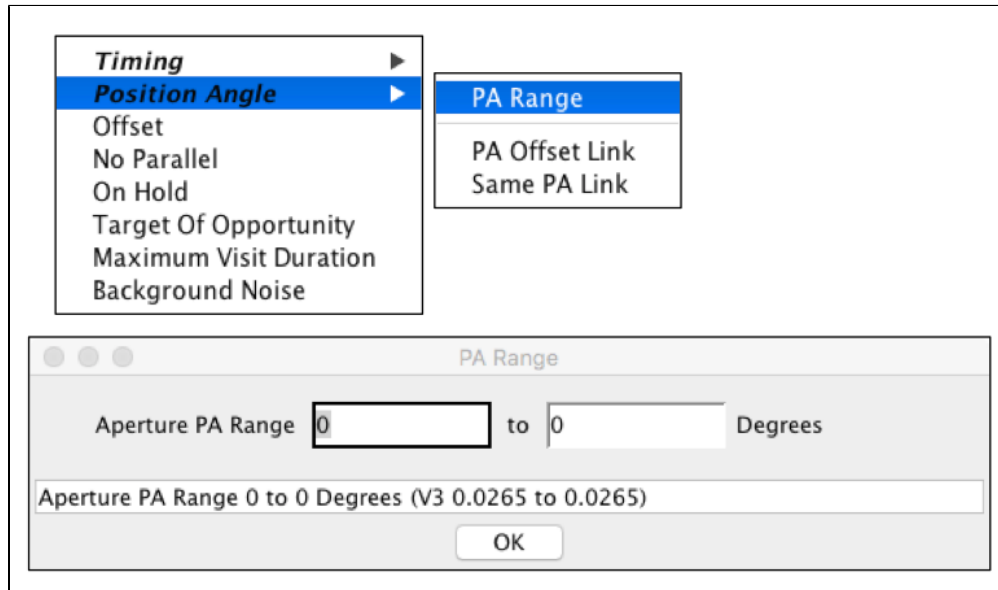 Timing
Position Angle
Offset
No Parallel
On Hold
Target Of Opportunity
Maximum Visit Duration
Background Noise
PA Range
PA Offset Link
Same PA Link
PA Range
Aperture PA Range 0 to 0 Degrees
Aperture PA Range 0 to 0 Degrees (V3 0.0265 to 0.0265)
OK